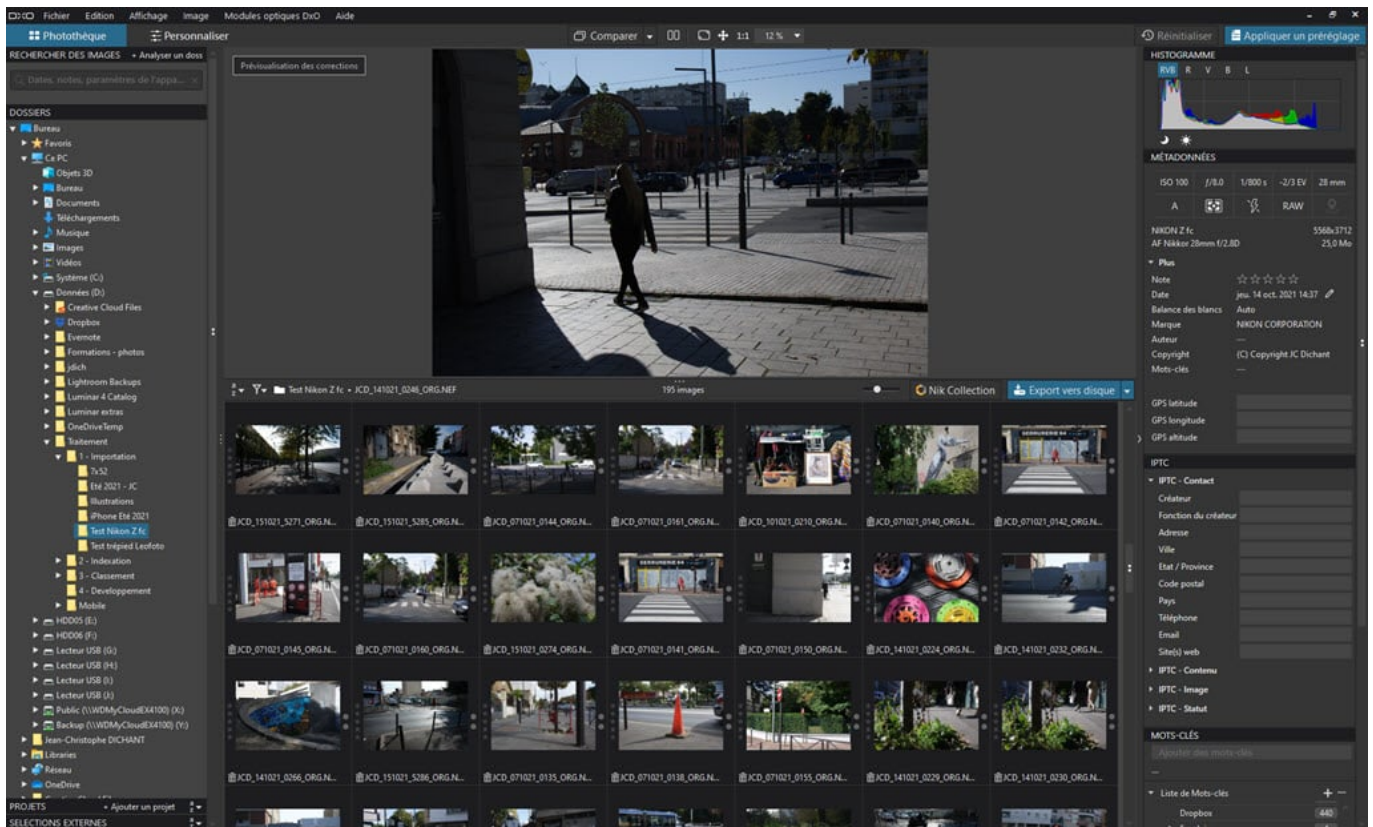 DXO Fichier Edition Affichage Image Modules optiques DxO Aide
Photothèque Personnaliser Comparer 1:1 12 % Réinitialiser Appliquer un préréglage
RECHERCHER DES IMAGES + Analyser un doss
Dates, notes, paramètres de l'appa...
DOSSIERS
Bureau
Favoris
Ce PC
Objets 3D
Bureau
Documents
Téléchargements
Musique
Images
Vidéos
Système (C:)
Données (D:)
Creative Cloud Files
Dropbox
Evernote
Formations - photos
jdich
Lightroom Backups
Luminar 4 Catalog
Luminar extras
OneDriveTemp
Traitement
1 - Importation
7x52
Eté 2021 - JC
Illustrations
iPhone Eté 2021
Test Nikon Z fc
Test trépied Leofoto
2 - Indexation
3 - Classement
4 - Developpement
Mobile
HDD05 (E:)
HDD06 (F:)
Lecteur USB (G:)
Lecteur USB (H:)
Lecteur USB (I:)
Lecteur USB (J:)
Public (\\WDMyCloudEX4100) (X:)
Backup (\\WDMyCloudEX4100) (Y:)
Jean-Christophe DICHANT
Libraries
Réseau
OneDrive
PROJETS + Ajouter un projet
SELECTIONS EXTERNES
Prévisualisation des corrections
Test Nikon Z fc • JCD_141021_0246_ORG.NEF 195 images Nik Collection Export vers disque
JCD_151021_5271_ORG.N... JCD_151021_5285_ORG.N... JCD_071021_0144_ORG.N... JCD_071021_0161_ORG.N... JCD_101021_0210_ORG.N... JCD_071021_0140_ORG.N... JCD_071021_0142_ORG.N...
JCD_071021_0145_ORG.N... JCD_071021_0160_ORG.N... JCD_151021_0274_ORG.N... JCD_071021_0141_ORG.N... JCD_071021_0150_ORG.N... JCD_141021_0224_ORG.N... JCD_141021_0232_ORG.N...
JCD_141021_0266_ORG.N... JCD_151021_5286_ORG.N... JCD_071021_0135_ORG.N... JCD_071021_0138_ORG.N... JCD_071021_0155_ORG.N... JCD_141021_0229_ORG.N... JCD_141021_0230_ORG.N...
HISTOGRAMME
RVB R V B L
MÉTADONNÉES
ISO 100 ƒ/8.0 1/800 s -2/3 EV 28 mm
A RAW
NIKON Z fc 5568x3712
AF Nikkor 28mm f/2.8D 25,0 Mo
Plus
Note
Date jeu. 14 oct. 2021 14:37
Balance des blancs Auto
Marque NIKON CORPORATION
Auteur ---
Copyright (C) Copyright JC Dichant
Mots-clés ---
GPS latitude
GPS longitude
GPS altitude
IPTC
IPTC - Contact
Créateur
Fonction du créateur
Adresse
Ville
Etat / Province
Code postal
Pays
Téléphone
Email
Site(s) web
IPTC - Contenu
IPTC - Image
IPTC - Statut
MOTS-CLÉS
Ajouter des mots-clés
---
Liste de Mots-clés
Dropbox 440